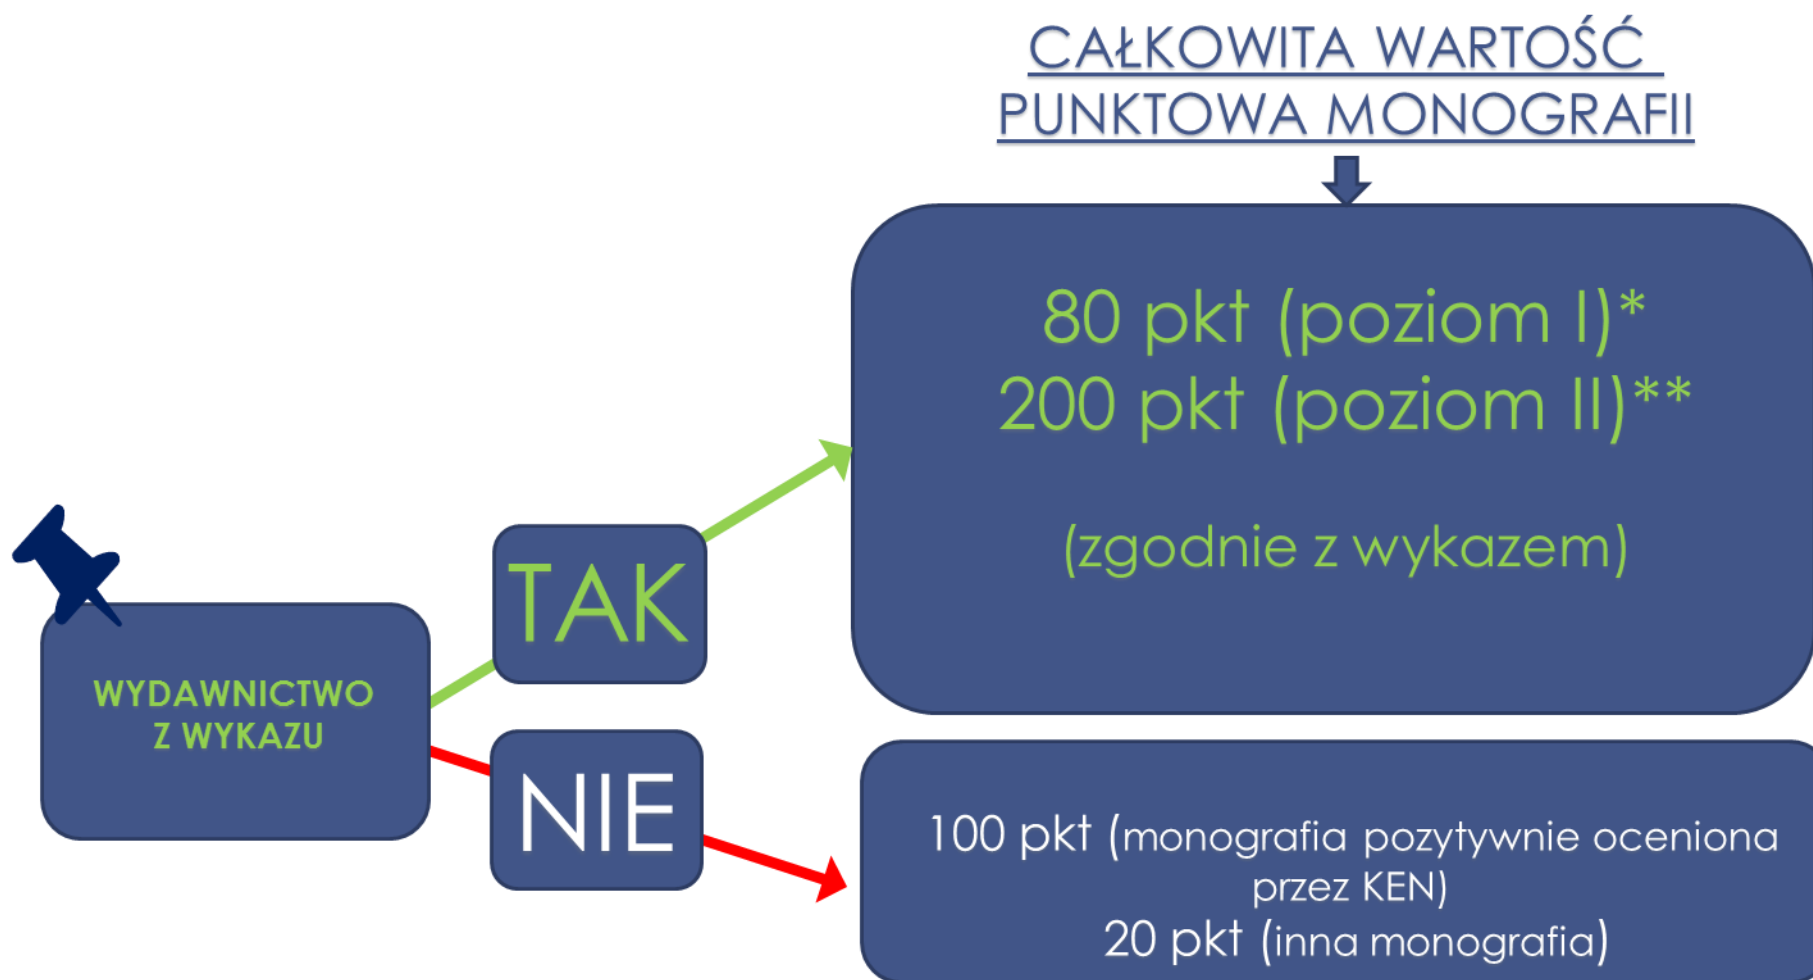 CAŁKOWITA WARTOŚĆ
PUNKTOWA MONOGRAFII
80 pkt (poziom I)*
200 pkt (poziom II)**
(zgodnie z wykazem)
TAK
WYDAWNICTWO
Z WYKAZU
NIE
100 pkt (monografia pozytywnie oceniona
przez KEN)
20 pkt (inna monografia)